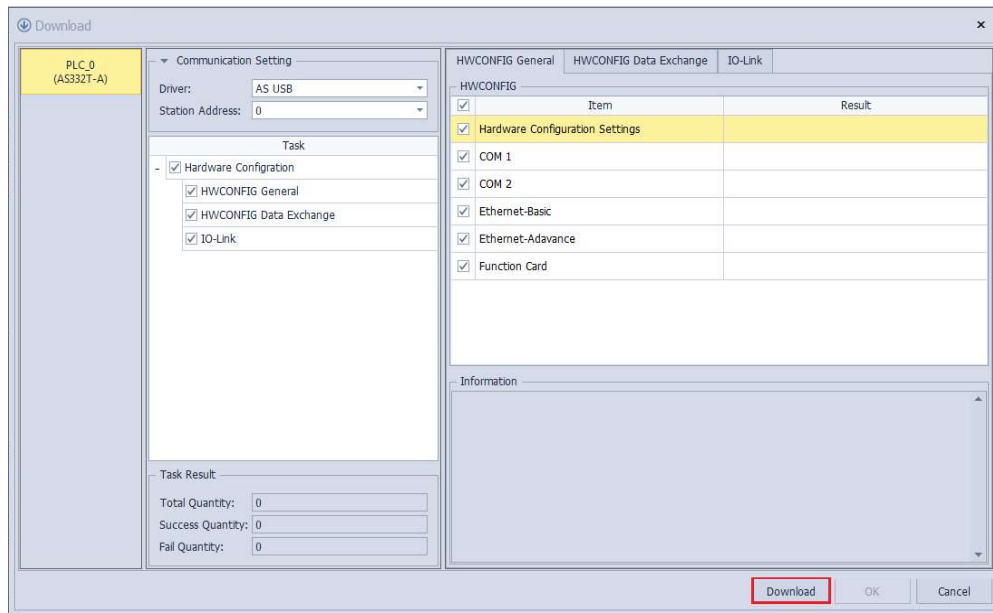 Download
PLC_0
(AS332T-A)
Communication Setting
Driver: AS USB
Station Address: 0
Task
Hardware Configration
HWCONFIG General
HWCONFIG Data Exchange
IO-Link
Task Result
Total Quantity: 0
Success Quantity: 0
Fail Quantity: 0
HWCONFIG General HWCONFIG Data Exchange IO-Link
HWCONFIG
Item Result
Hardware Configuration Settings
COM 1
COM 2
Ethernet-Basic
Ethernet-Adavance
Function Card
Information
Download OK Cancel